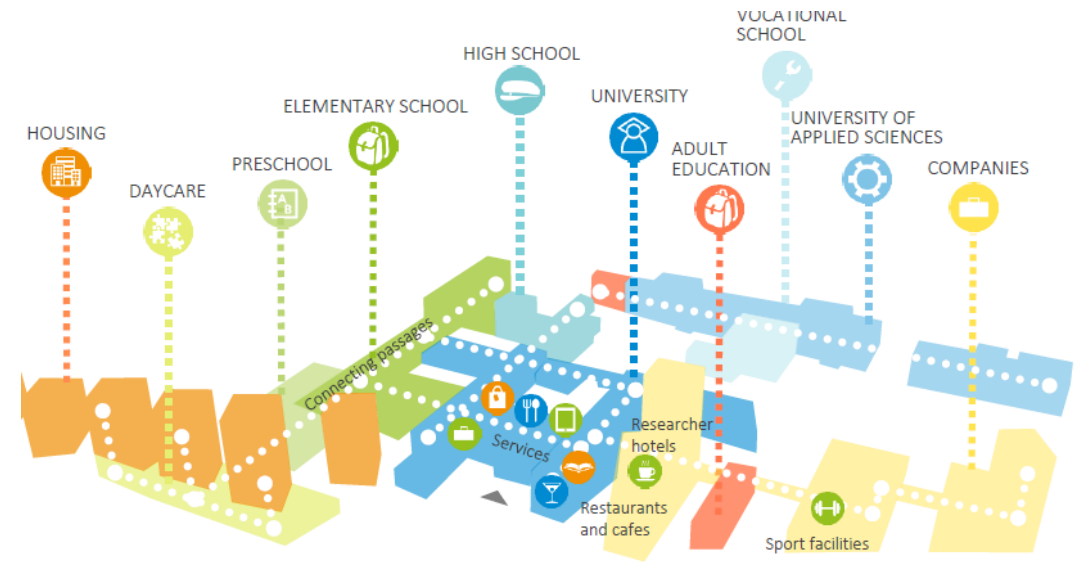 VOCATIONAL
SCHOOL
HIGH SCHOOL
UNIVERSITY
ELEMENTARY SCHOOL
UNIVERSITY OF
APPLIED SCIENCES
HOUSING
ADULT
EDUCATION
PRESCHOOL
COMPANIES
DAYCARE
A
B
Connecting passages
Services
Researcher
hotels
Restaurants
and cafes
Sport facilities